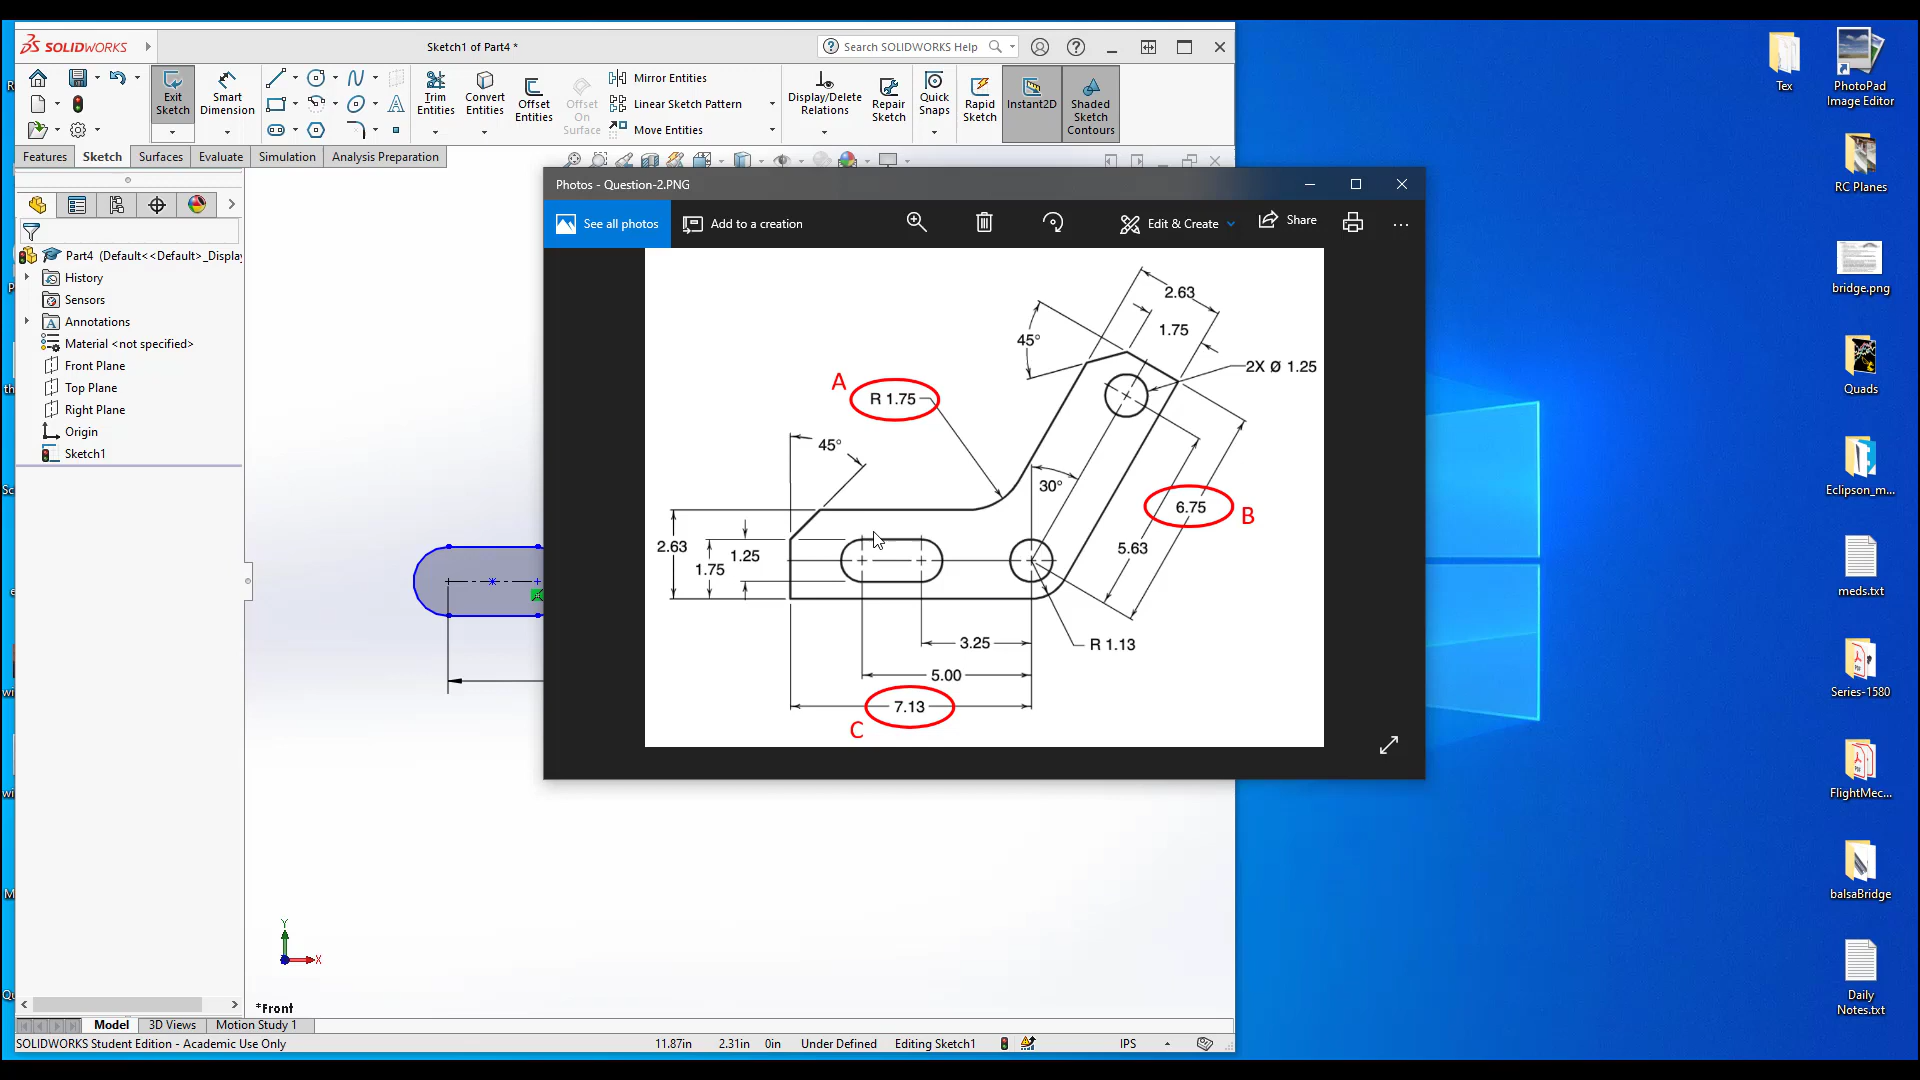 SOLIDWORKS
Sketch1 of Part4 *
Search SOLIDWORKS Help
Exit Sketch
Smart Dimension
Trim Entities
Convert Entities
Offset Entities
Offset On Surface
Mirror Entities
Linear Sketch Pattern
Move Entities
Display/Delete Relations
Repair Sketch
Quick Snaps
Rapid Sketch
Instant2D
Shaded Sketch Contours
Features
Sketch
Surfaces
Evaluate
Simulation
Analysis Preparation
Part4 (Default<<Default>_Display
History
Sensors
Annotations
Material <not specified>
Front Plane
Top Plane
Right Plane
Origin
Sketch1
Photos - Question-2.PNG
See all photos
Add to a creation
Edit & Create
Share
2.63
1.75
45°
2X Ø 1.25
A
R 1.75
45°
30°
6.75
B
2.63
1.75
1.25
5.63
3.25
R 1.13
5.00
7.13
C
Y
X
*Front
Model
3D Views
Motion Study 1
SOLIDWORKS Student Edition - Academic Use Only
11.87in
2.31in
0in
Under Defined
Editing Sketch1
IPS
Tex
PhotoPad Image Editor
RC Planes
bridge.png
Quads
Eclipson_m...
meds.txt
Series-1580
FlightMec...
balsaBridge
Daily Notes.txt